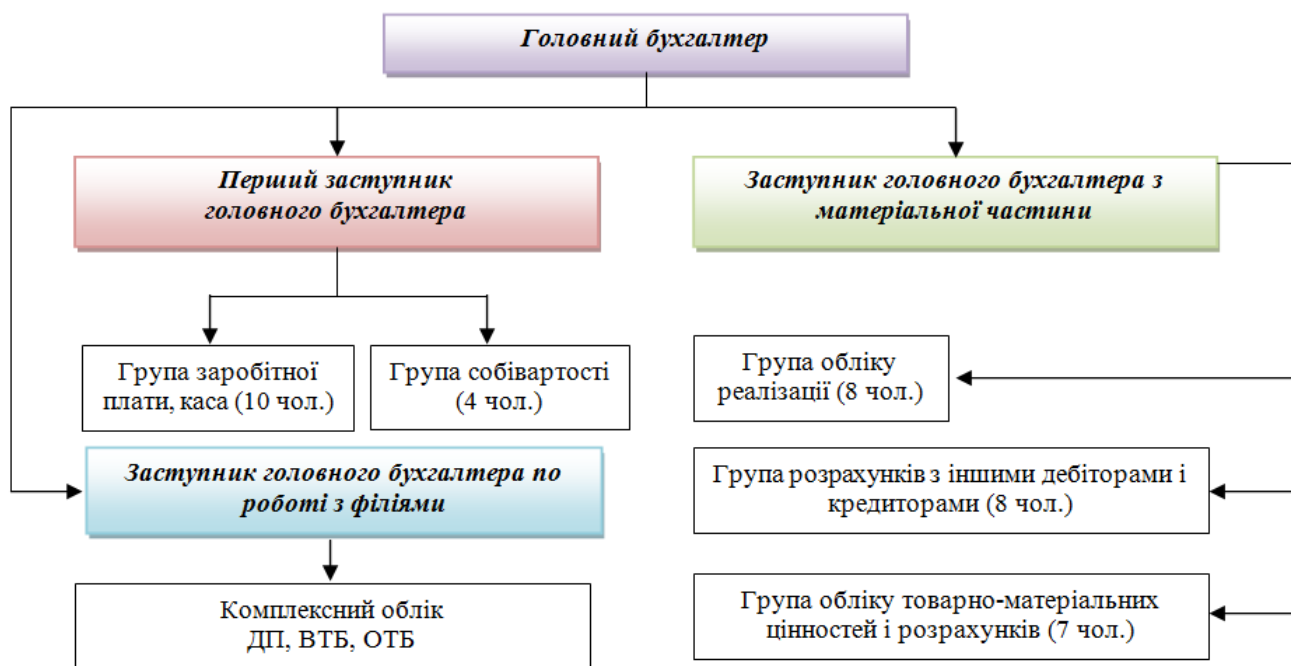 Головний бухгалтер
Перший заступник
головного бухгалтера
Заступник головного бухгалтера з
матеріальної частини
Група заробітної
плати, каса (10 чол.)
Група собівартості
(4 чол.)
Група обліку
реалізації (8 чол.)
Заступник головного бухгалтера по
роботі з філіями
Група розрахунків з іншими дебіторами і
кредиторами (8 чол.)
Комплексний облік
ДП, ВТБ, ОТБ
Група обліку товарно-матеріальних
цінностей і розрахунків (7 чол.)